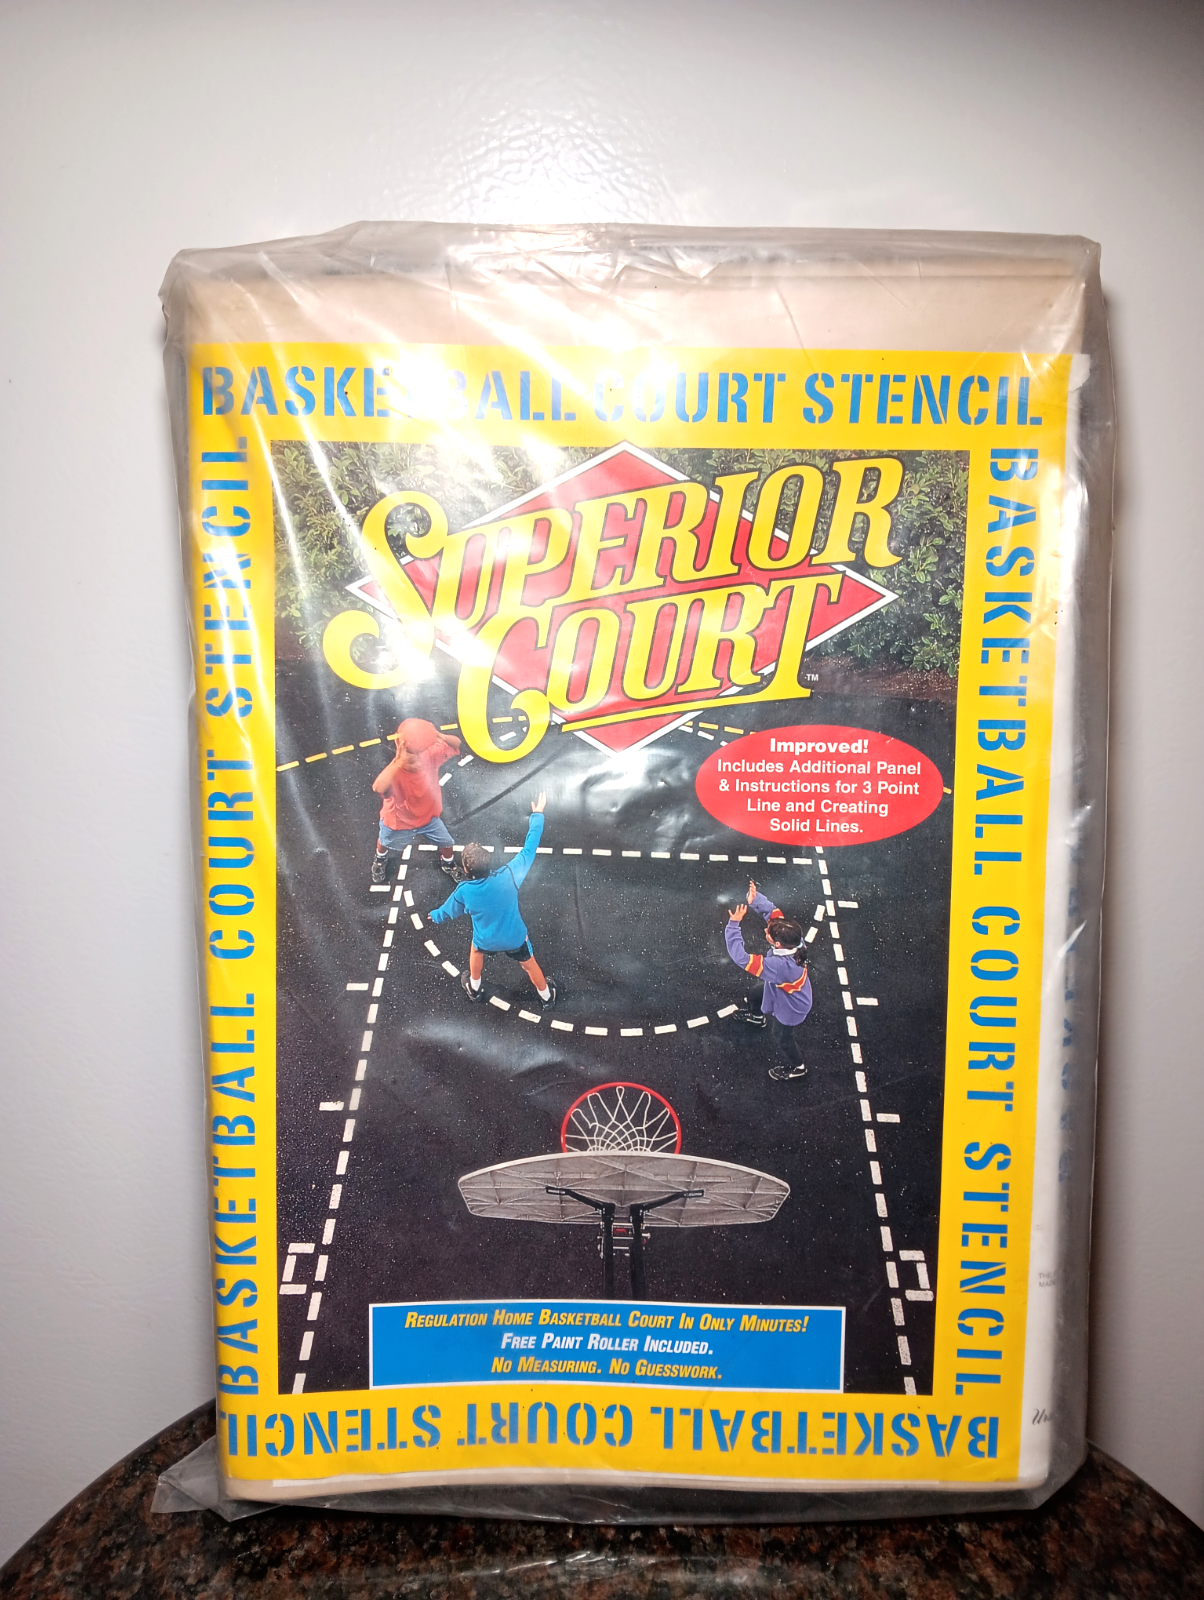 BASKETBALL COURT STENCIL
BASKETBALL COURT STENCIL
BASKETBALL COURT STENCIL
SUPERIOR
COURT
TM
Improved!
Includes Additional Panel
& Instructions for 3 Point
Line and Creating
Solid Lines.
REGULATION HOME BASKETBALL COURT IN ONLY MINUTES!
FREE PAINT ROLLER INCLUDED.
NO MEASURING. NO GUESSWORK.
BASKETBALL COURT STENCIL